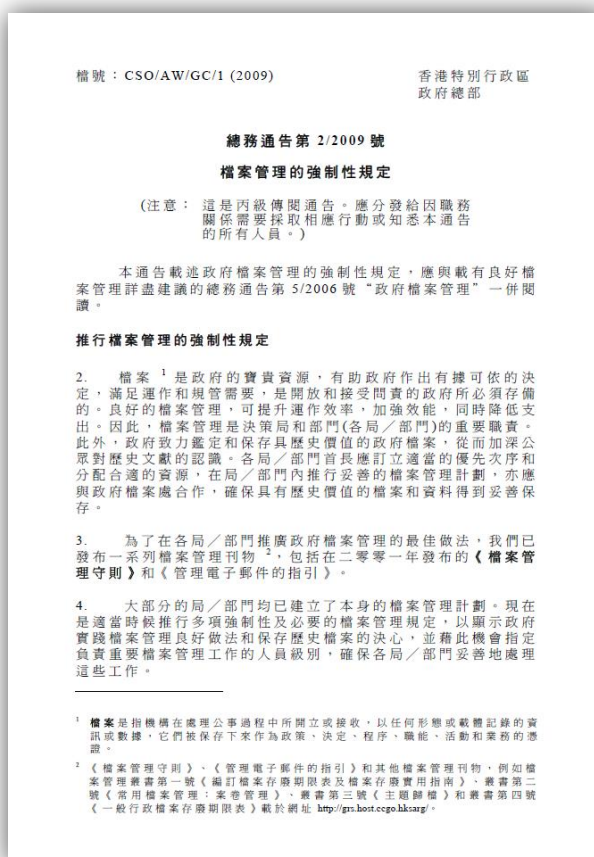 檔號：CSO/AW/GC/1 (2009)
香港特別行政區
政府總部
總務通告第 2/2009 號
檔案管理的強制性規定
(注意： 這是丙級傳閱通告。應分發給因職務
關係需要採取相應行動或知悉本通告
的所有人員。)
本通告載述政府檔案管理的強制性規定，應與載有良好檔
案管理詳盡建議的總務通告第 5/2006 號“政府檔案管理”一併閱
讀。
推行檔案管理的強制性規定
2. 檔案 1 是政府的寶貴資源，有助政府作出有據可依的決
定，滿足運作和規管需要，是開放和接受問責的政府所必須存備
的。良好的檔案管理，可提升運作效率，加強效能，同時降低支
出。因此，檔案管理是決策局和部門(各局／部門)的重要職責。
此外，政府致力鑑定和保存具歷史價值的政府檔案，從而加深公
眾對歷史文獻的認識。各局／部門首長應訂立適當的優先次序和
分配合適的資源，在局／部門內推行妥善的檔案管理計劃，亦應
與政府檔案處合作，確保具有歷史價值的檔案和資料得到妥善保
存。
3. 為了在各局／部門推廣政府檔案管理的最佳做法，我們已
發布一系列檔案管理刊物 2，包括在二零零一年發布的《檔案管
理守則》和《管理電子郵件的指引》。
4. 大部分的局／部門均已建立了本身的檔案管理計劃。現在
是適當時候推行多項強制性及必要的檔案管理規定，以顯示政府
實踐檔案管理良好做法和保存歷史檔案的決心，並藉此機會指定
負責重要檔案管理工作的人員級別，確保各局／部門妥善地處理
這些工作。
1 檔案是指機構在處理公事過程中所開立或接收，以任何形態或載體記錄的資
訊或數據，它們被保存下來作為政策、決定、程序、職能、活動和業務的憑
證。
2 《檔案管理守則》、《管理電子郵件的指引》和其他檔案管理刊物，例如檔
案管理叢書第一號《編訂檔案存廢期限表及檔案存廢實用指南》、叢書第二
號《常用檔案管理：案卷管理》、叢書第三號《主題歸檔》和叢書第四號
《一般行政檔案存廢期限表》載於網址 http://grs.host.ccgo.hksarg/。